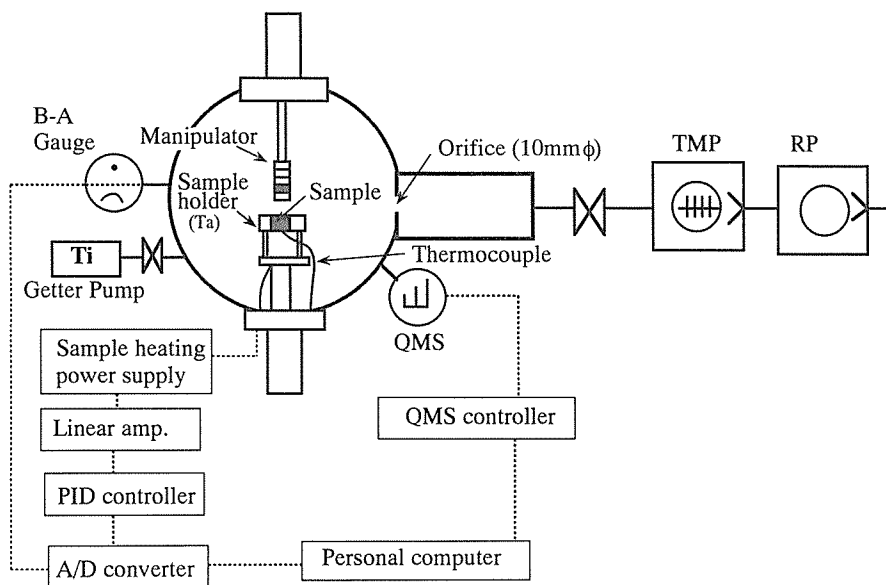 B-A
Gauge
Manipulator
Orifice (10mmϕ)
TMP
RP
Sample
holder
(Ta)
Sample
Ti
Getter Pump
Thermocouple
QMS
Sample heating
power supply
QMS controller
Linear amp.
PID controller
A/D converter
Personal computer